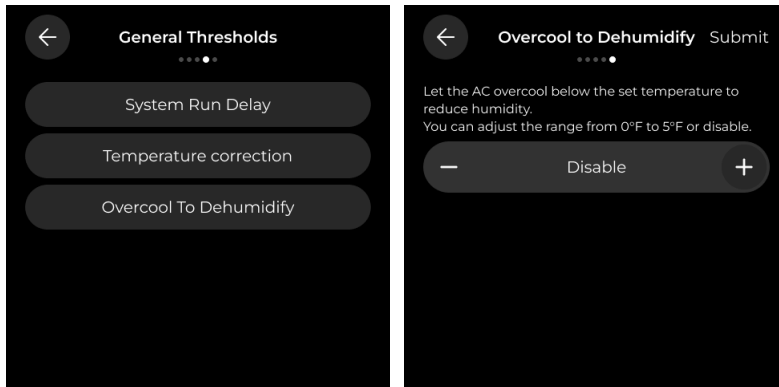 General Thresholds
System Run Delay
Temperature correction
Overcool To Dehumidify
Overcool to Dehumidify Submit
Let the AC overcool below the set temperature to
reduce humidity.
You can adjust the range from 0°F to 5°F or disable.
− Disable +